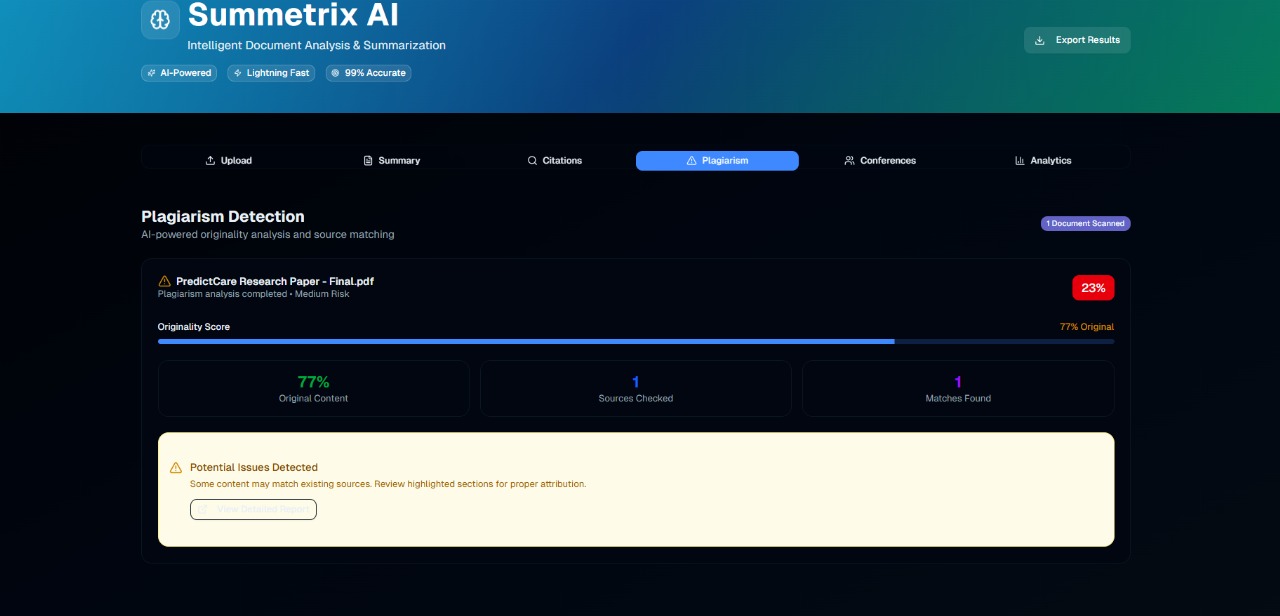 Summetrix AI
Intelligent Document Analysis & Summarization
AI-Powered
Lightning Fast
99% Accurate
Export Results
Upload
Summary
Citations
Plagiarism
Conferences
Analytics
Plagiarism Detection
AI-powered originality analysis and source matching
1 Document Scanned
PredictCare Research Paper - Final.pdf
Plagiarism analysis completed • Medium Risk
23%
Originality Score
77% Original
77%
Original Content
1
Sources Checked
1
Matches Found
Potential Issues Detected
Some content may match existing sources. Review highlighted sections for proper attribution.
View Detailed Report